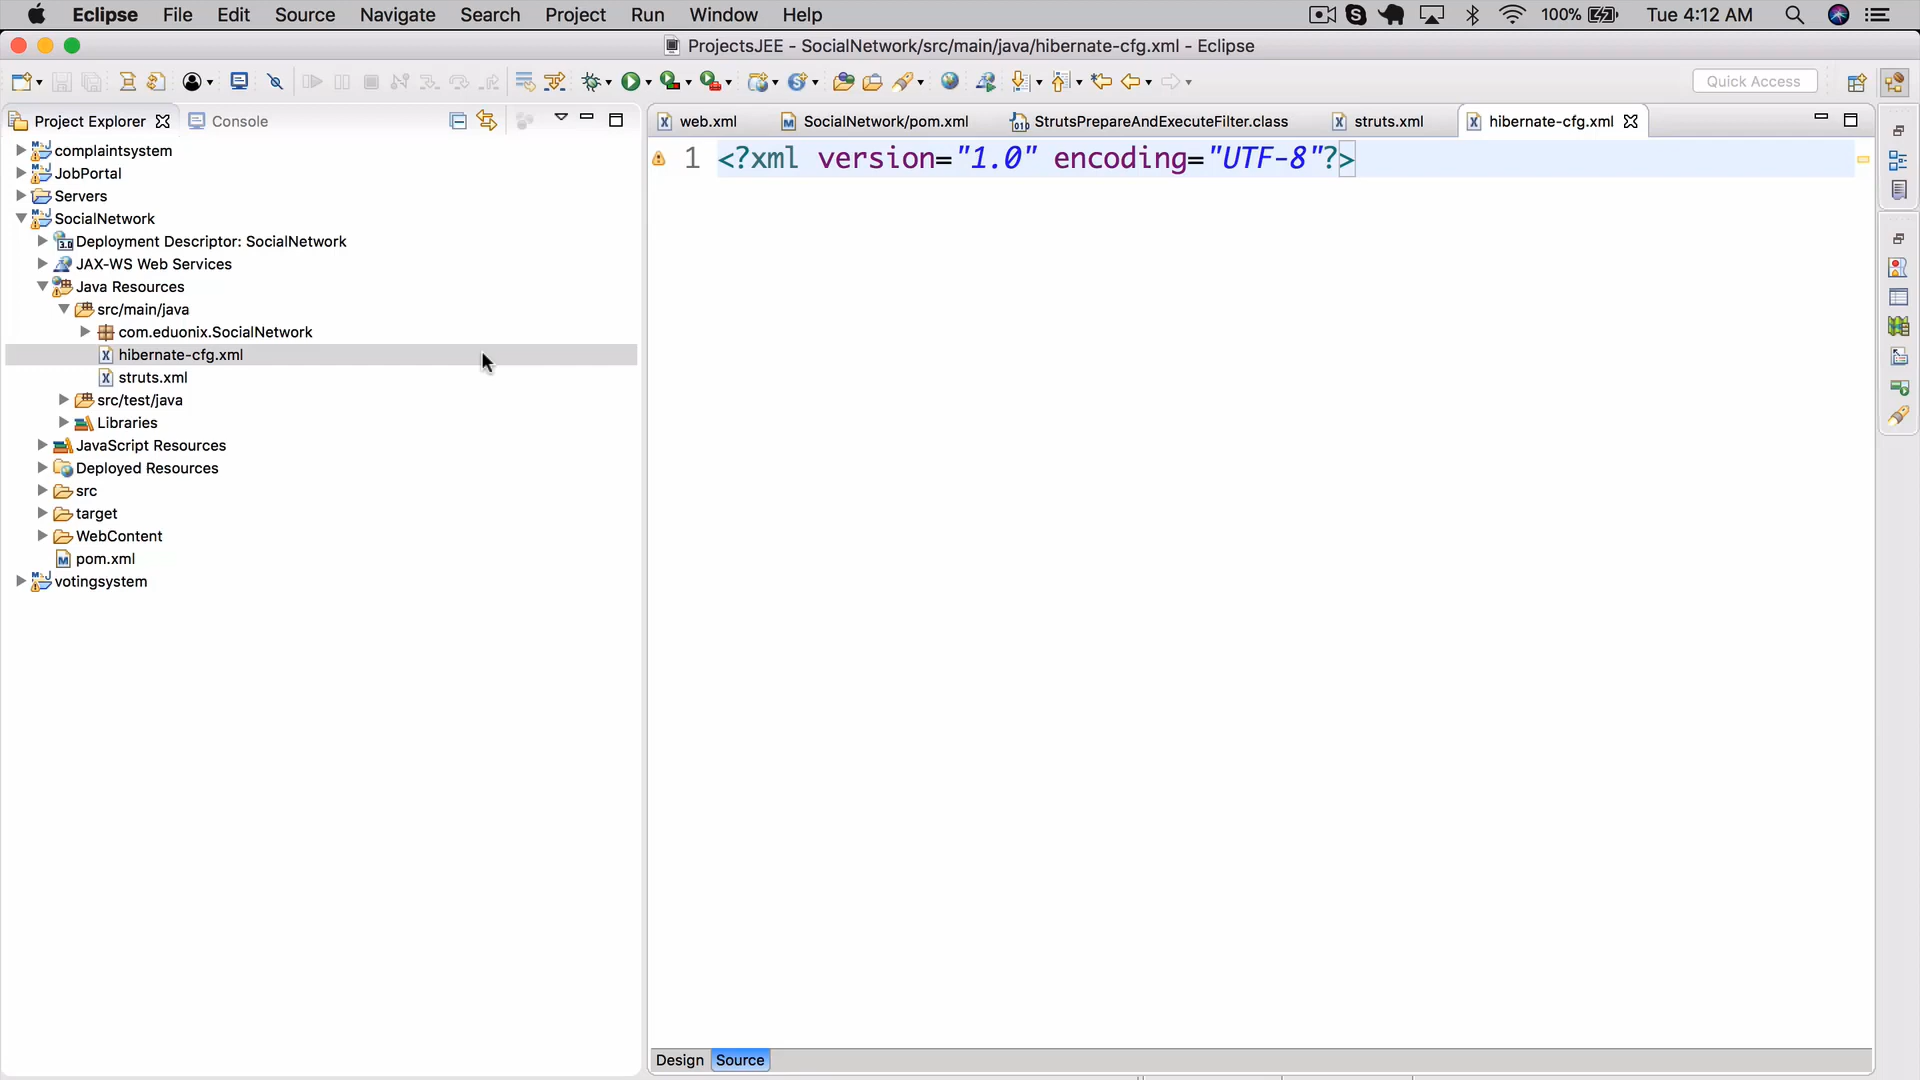 Eclipse File Edit Source Navigate Search Project Run Window Help 100% Tue 4:12 AM
ProjectsJEE - SocialNetwork/src/main/java/hibernate-cfg.xml - Eclipse
Quick Access
Project Explorer Console
web.xml SocialNetwork/pom.xml StrutsPrepareAndExecuteFilter.class struts.xml hibernate-cfg.xml
1 <?xml version="1.0" encoding="UTF-8"?>
complaintsystem
JobPortal
Servers
SocialNetwork
Deployment Descriptor: SocialNetwork
JAX-WS Web Services
Java Resources
src/main/java
com.eduonix.SocialNetwork
hibernate-cfg.xml
struts.xml
src/test/java
Libraries
JavaScript Resources
Deployed Resources
src
target
WebContent
pom.xml
votingsystem
Design Source